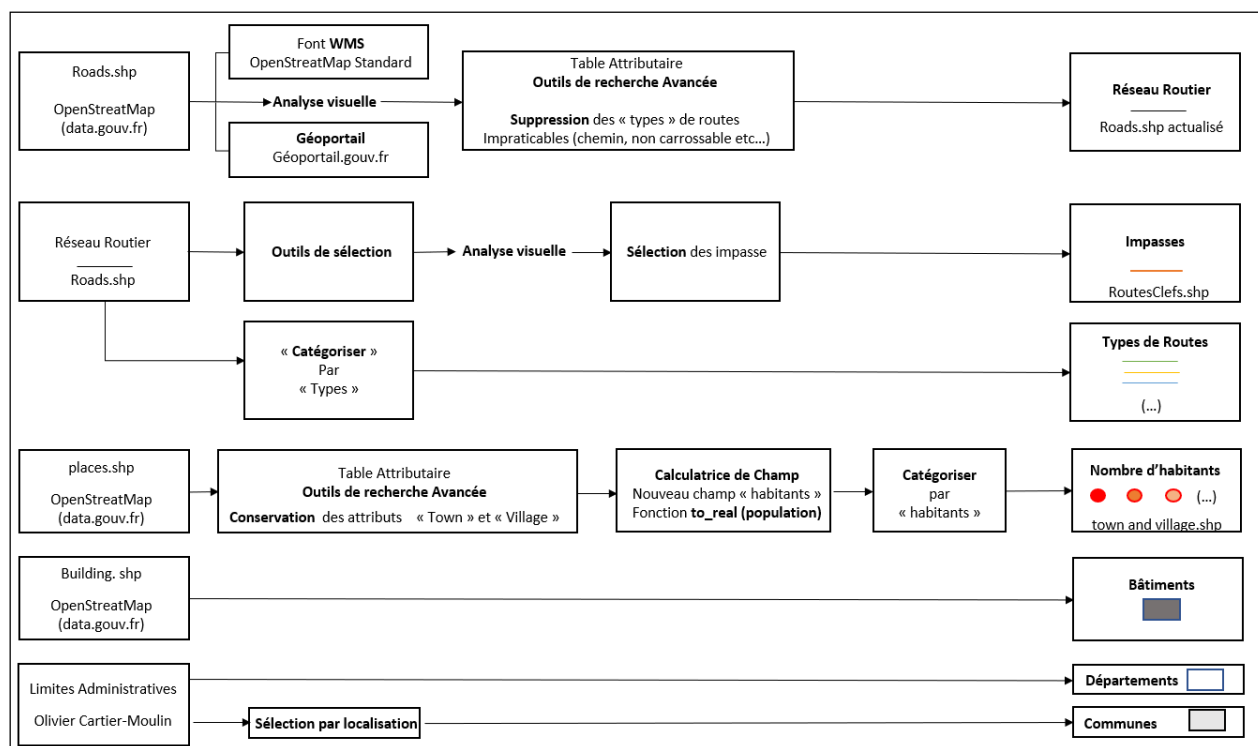 Roads.shp
OpenStreatMap
(data.gouv.fr)
Font WMS
OpenStreatMap Standard
Analyse visuelle
Géoportail
Géoportail.gouv.fr
Table Attributaire
Outils de recherche Avancée
Suppression des « types » de routes
Impraticables (chemin, non carrossable etc...)
Réseau Routier
Roads.shp actualisé
Réseau Routier
Roads.shp
Outils de sélection
Analyse visuelle
Sélection des impasse
Impasses
RoutesClefs.shp
« Catégoriser »
Par
« Types »
Types de Routes
(...)
places.shp
OpenStreatMap
(data.gouv.fr)
Table Attributaire
Outils de recherche Avancée
Conservation des attributs « Town » et « Village »
Calculatrice de Champ
Nouveau champ « habitants »
Fonction to_real (population)
Catégoriser
par
« habitants »
Nombre d'habitants
(...)
town and village.shp
Building. shp
OpenStreatMap
(data.gouv.fr)
Bâtiments
Limites Administratives
Olivier Cartier-Moulin
Départements
Sélection par localisation
Communes